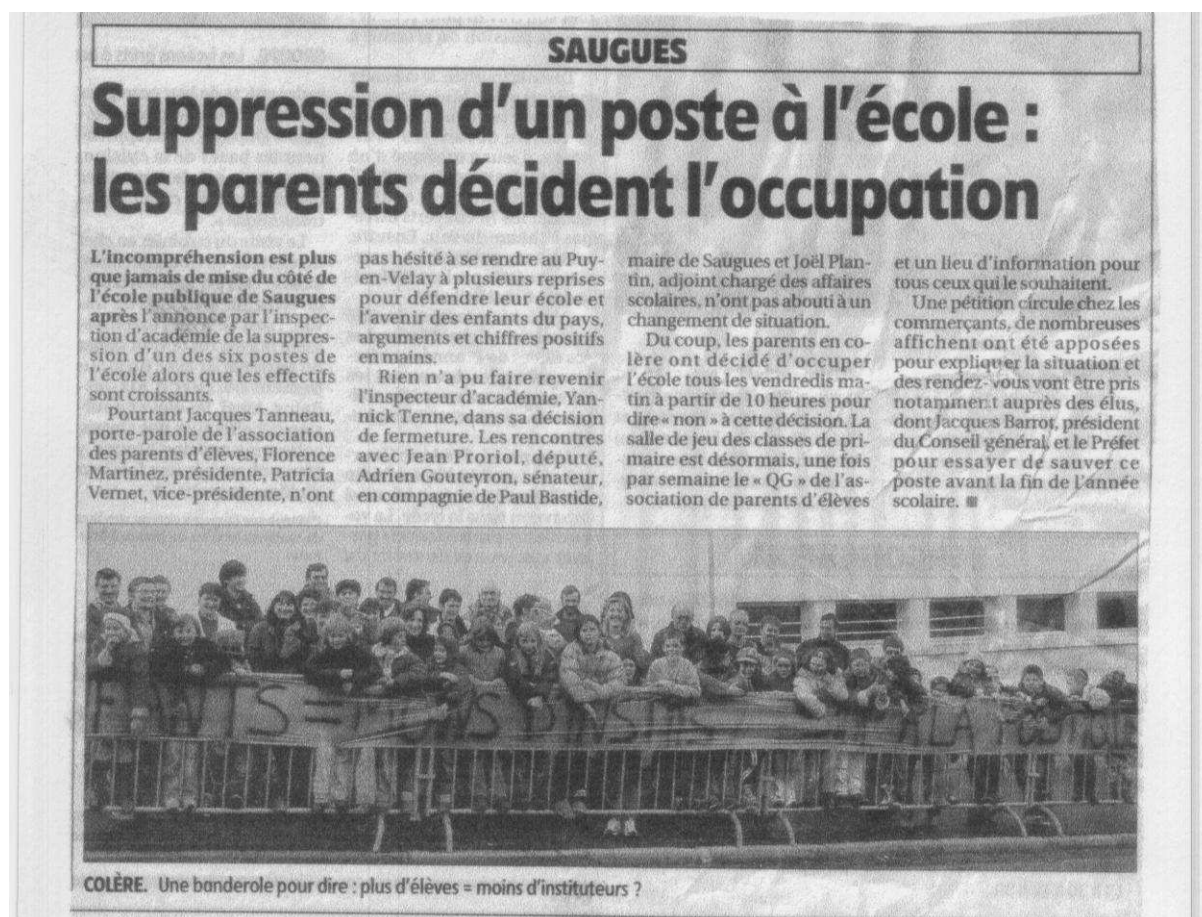 SAUGUES
Suppression d'un poste à l'école :
les parents décident l'occupation
L'incompréhension est plus
que jamais de mise du côté de
l'école publique de Saugues
après l'annonce par l'inspec-
tion d'académie de la suppres-
sion d'un des six postes de
l'école alors que les effectifs
sont croissants.
Pourtant Jacques Tanneau,
porte-parole de l'association
des parents d'élèves, Florence
Martinez, présidente, Patricia
Vernet, vice-présidente, n'ont
pas hésité à se rendre au Puy-
en-Velay à plusieurs reprises
pour défendre leur école et
l'avenir des enfants du pays,
arguments et chiffres positifs
en mains.
Rien n'a pu faire revenir
l'inspecteur d'académie, Yan-
nick Tenne, dans sa décision
de fermeture. Les rencontres
avec Jean Proriol, député,
Adrien Gouteyron, sénateur,
en compagnie de Paul Bastide,
maire de Saugues et Joël Plan-
tin, adjoint chargé des affaires
scolaires, n'ont pas abouti à un
changement de situation.
Du coup, les parents en co-
lère ont décidé d'occuper
l'école tous les vendredis ma-
tin à partir de 10 heures pour
dire « non » à cette décision. La
salle de jeu des classes de pri-
maire est désormais, une fois
par semaine le « QG » de l'as-
sociation de parents d'élèves
et un lieu d'information pour
tous ceux qui le souhaitent.
Une pétition circule chez les
commerçants, de nombreuses
affichent ont été apposées
pour expliquer la situation et
des rendez-vous vont être pris
notamment auprès des élus,
dont Jacques Barrot, président
du Conseil général, et le Préfet
pour essayer de sauver ce
poste avant la fin de l'année
scolaire.
= MOINS D'INSTITS A LA
COLÈRE. Une banderole pour dire : plus d'élèves = moins d'instituteurs ?